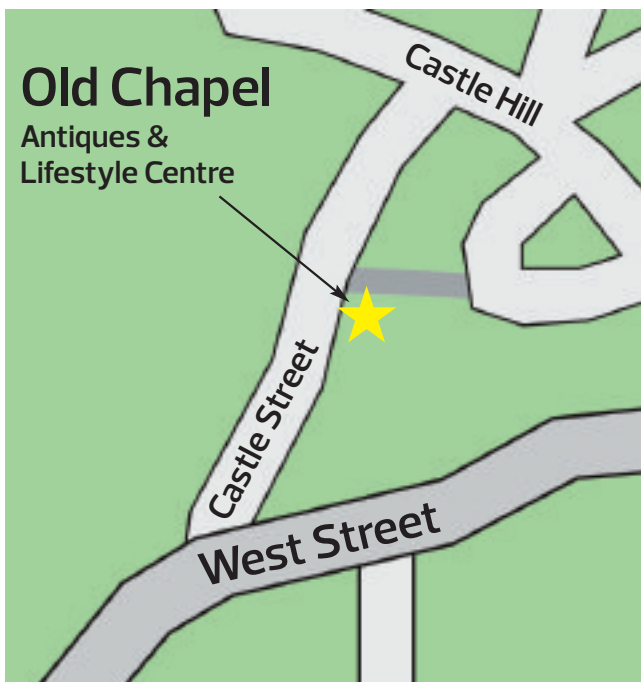 Old Chapel
Antiques &
Lifestyle Centre
Castle Hill
Castle Street
West Street